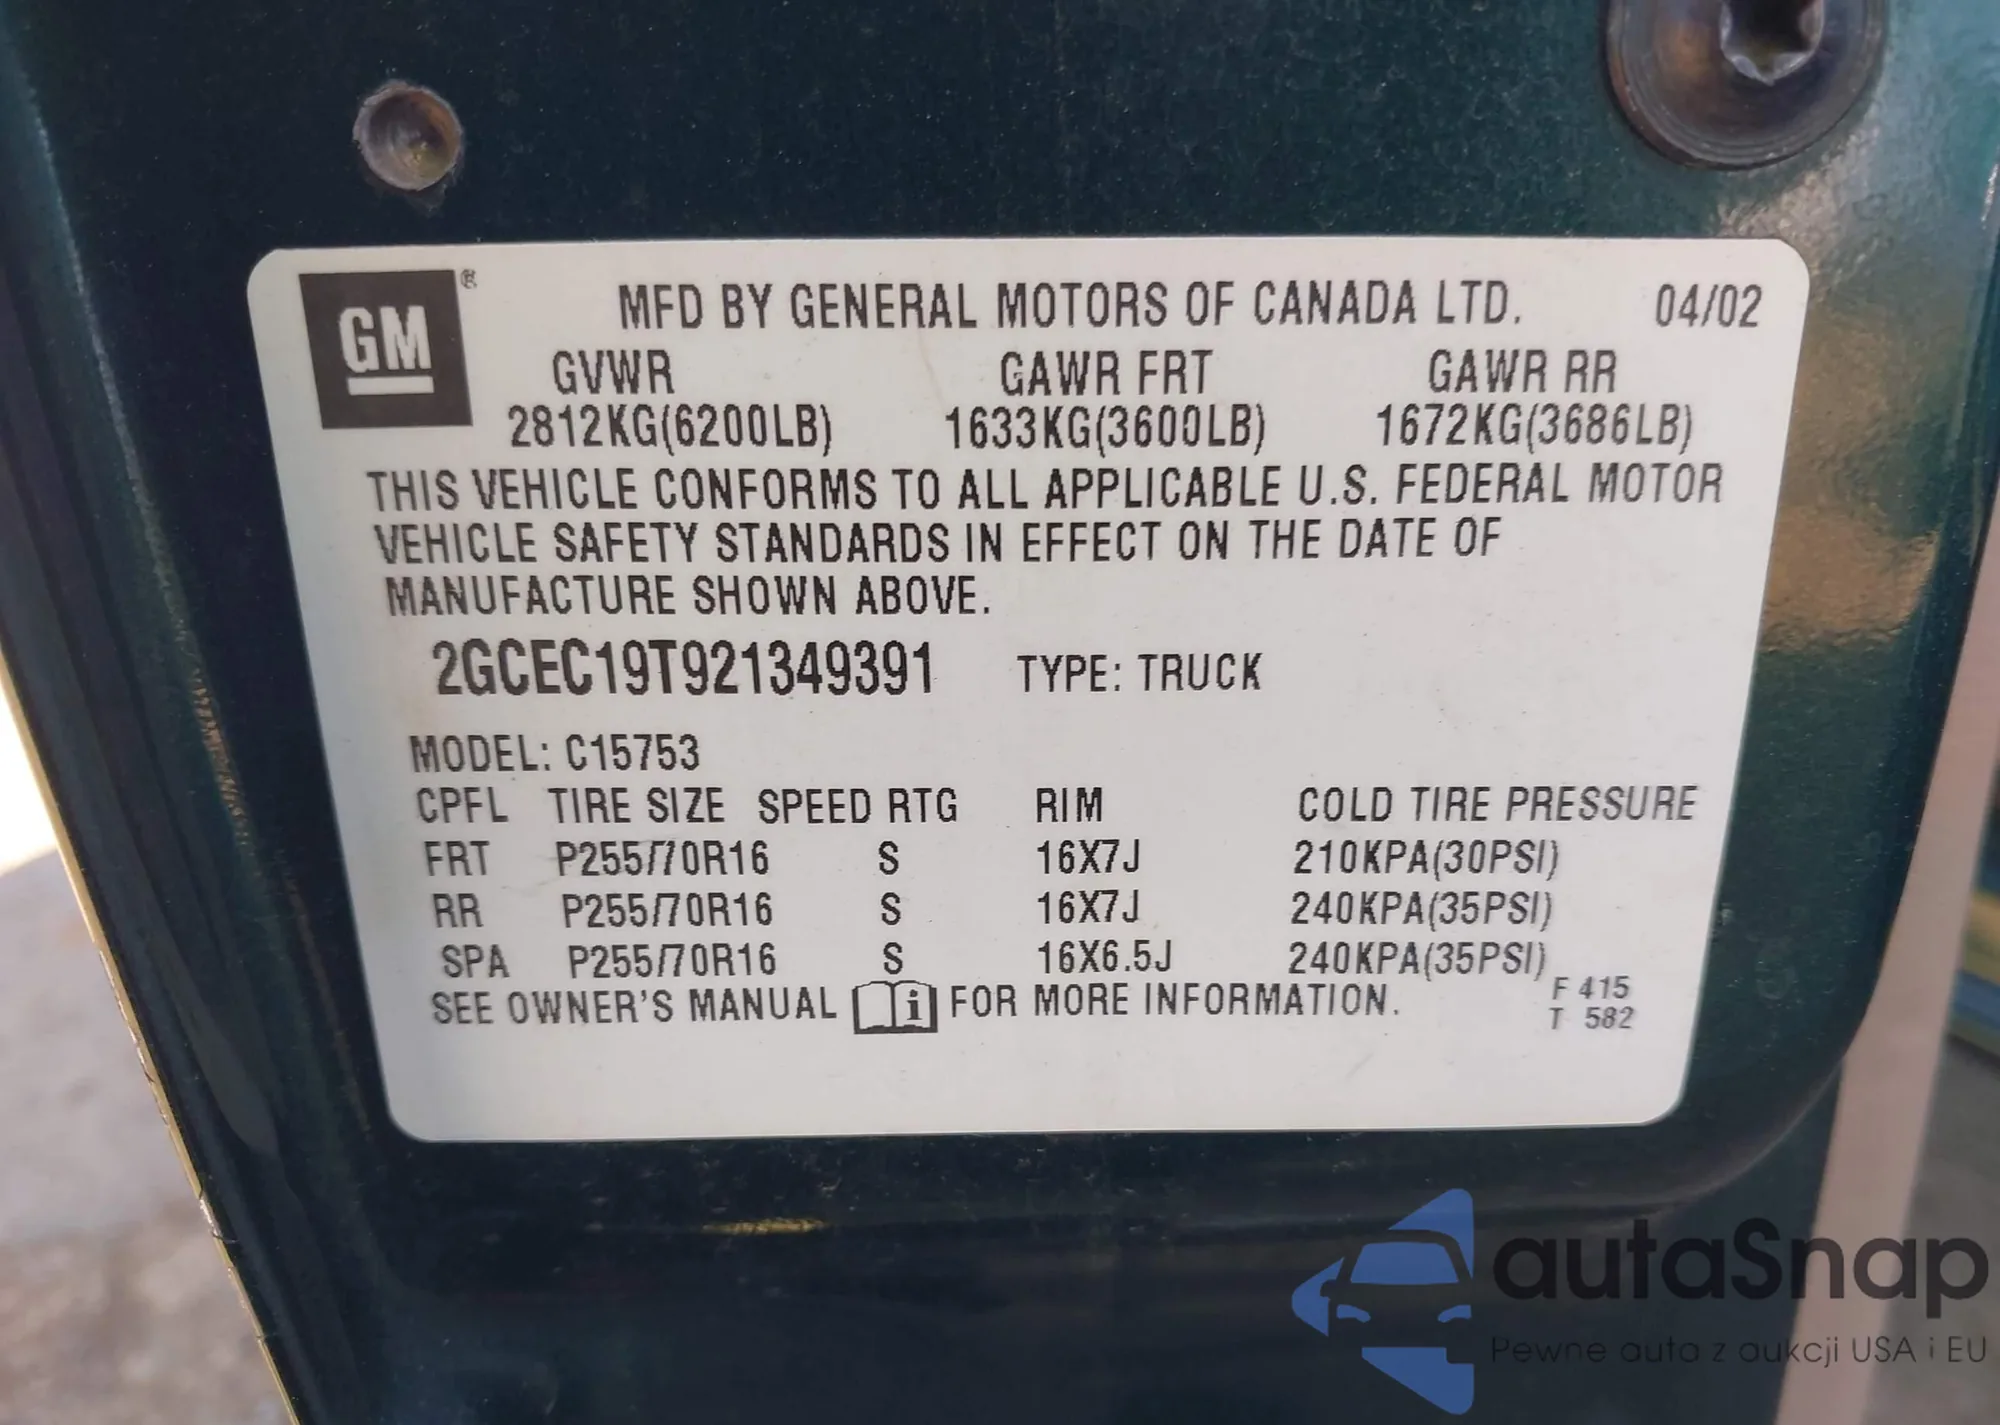 GM ®
MFD BY GENERAL MOTORS OF CANADA LTD. 04/02
GVWR GAWR FRT GAWR RR
2812KG(6200LB) 1633KG(3600LB) 1672KG(3686LB)
THIS VEHICLE CONFORMS TO ALL APPLICABLE U.S. FEDERAL MOTOR
VEHICLE SAFETY STANDARDS IN EFFECT ON THE DATE OF
MANUFACTURE SHOWN ABOVE.
2GCEC19T921349391 TYPE: TRUCK
MODEL: C15753
CPFL TIRE SIZE SPEED RTG RIM COLD TIRE PRESSURE
FRT P255/70R16 S 16X7J 210KPA(30PSI)
RR P255/70R16 S 16X7J 240KPA(35PSI)
SPA P255/70R16 S 16X6.5J 240KPA(35PSI)
SEE OWNER'S MANUAL i FOR MORE INFORMATION.
F 415
T 582
autaSnap
Pewne auta z aukcji USA i EU